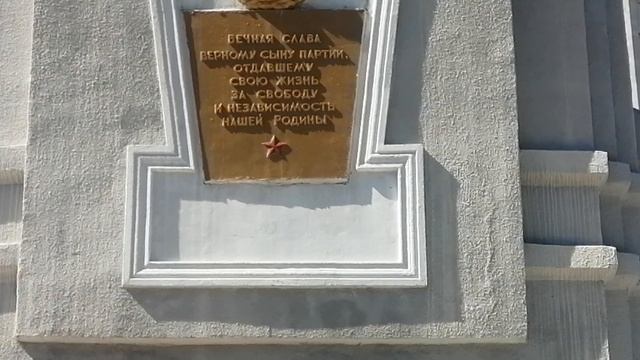 ВЕЧНАЯ СЛАВА
ВЕРНОМУ СЫНУ ПАРТИИ,
ОТДАВШЕМУ
СВОЮ ЖИЗНЬ
ЗА СВОБОДУ
И НЕЗАВИСИМОСТЬ
НАШЕЙ РОДИНЫ